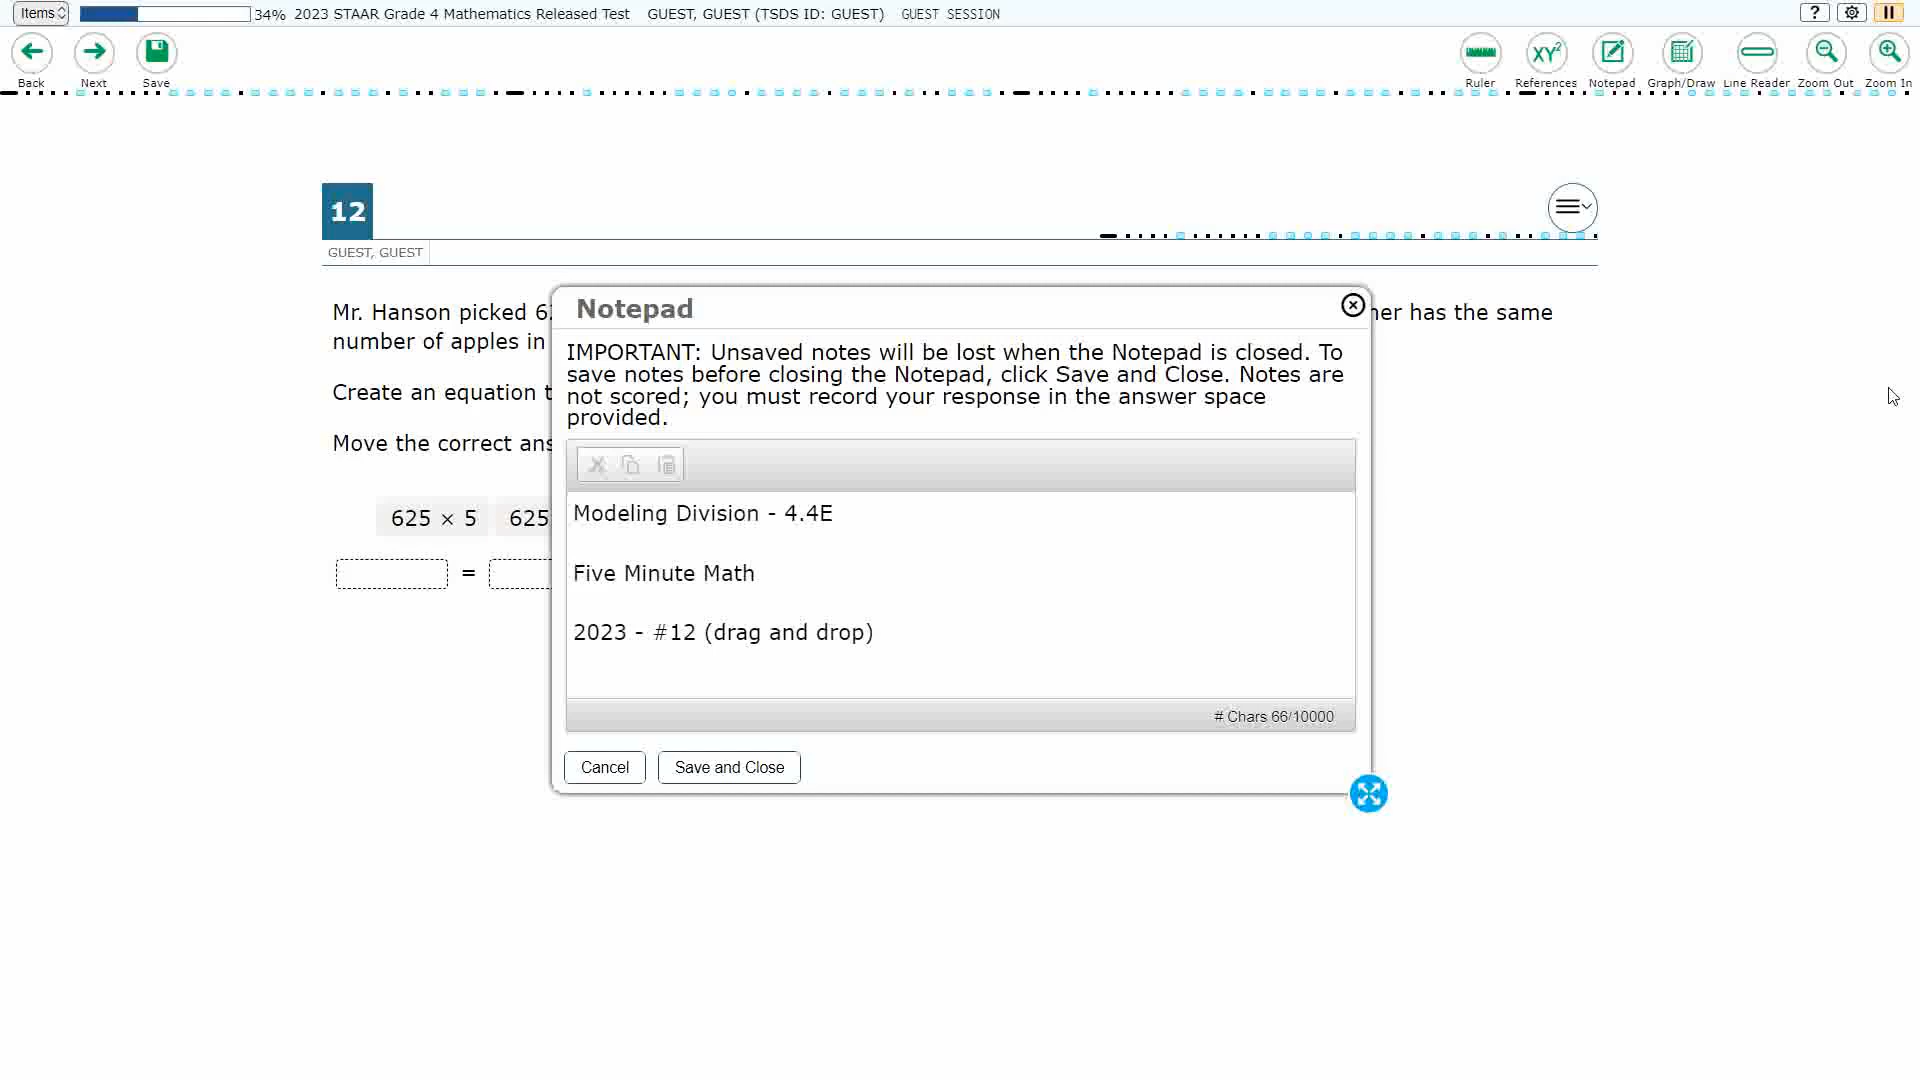 Items 34% 2023 STAAR Grade 4 Mathematics Released Test GUEST, GUEST (TSDS ID: GUEST) GUEST SESSION ?
Back Next Save Ruler References Notepad Graph/Draw Line Reader Zoom Out Zoom In
XY²
12
GUEST, GUEST
Mr. Hanson picked
her has the same
number of apples in
Create an equation
Move the correct
625 × 5 625
=
Notepad
IMPORTANT: Unsaved notes will be lost when the Notepad is closed. To
save notes before closing the Notepad, click Save and Close. Notes are
not scored; you must record your response in the answer space
provided.
Modeling Division - 4.4E
Five Minute Math
2023 - #12 (drag and drop)
# Chars 66/10000
Cancel Save and Close